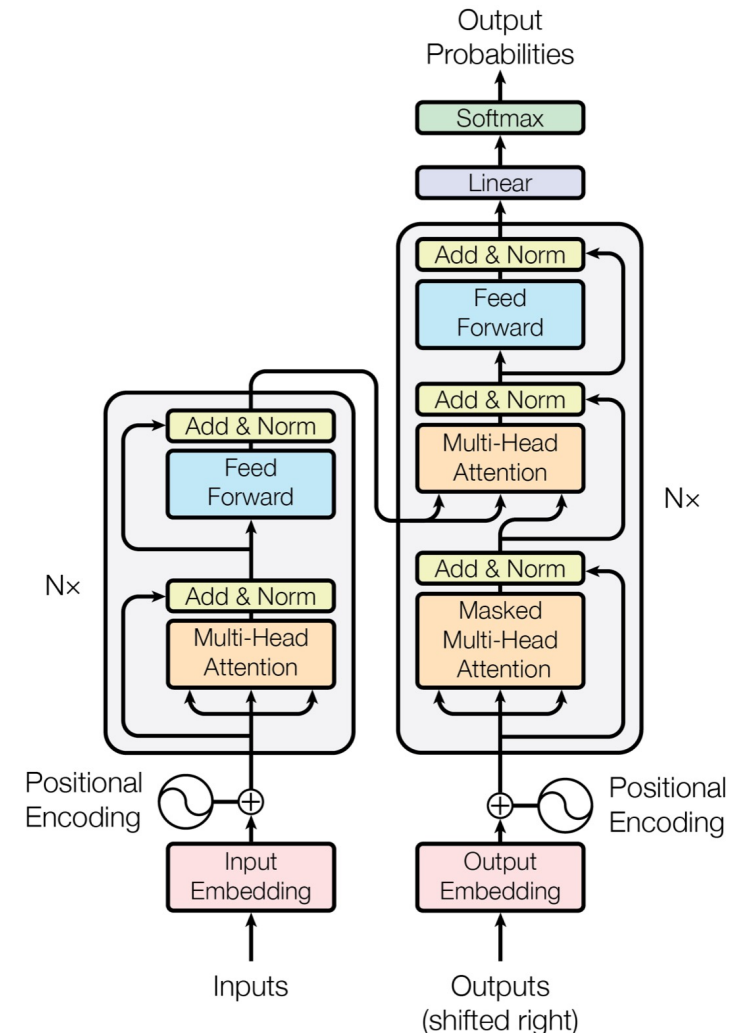 Output
Probabilities
Softmax
Linear
Add & Norm
Feed
Forward
Add & Norm
Multi-Head
Attention
Add & Norm
Masked
Multi-Head
Attention
N×
Add & Norm
Feed
Forward
Add & Norm
Multi-Head
Attention
N×
Positional
Encoding
Positional
Encoding
Input
Embedding
Output
Embedding
Inputs
Outputs
(shifted right)